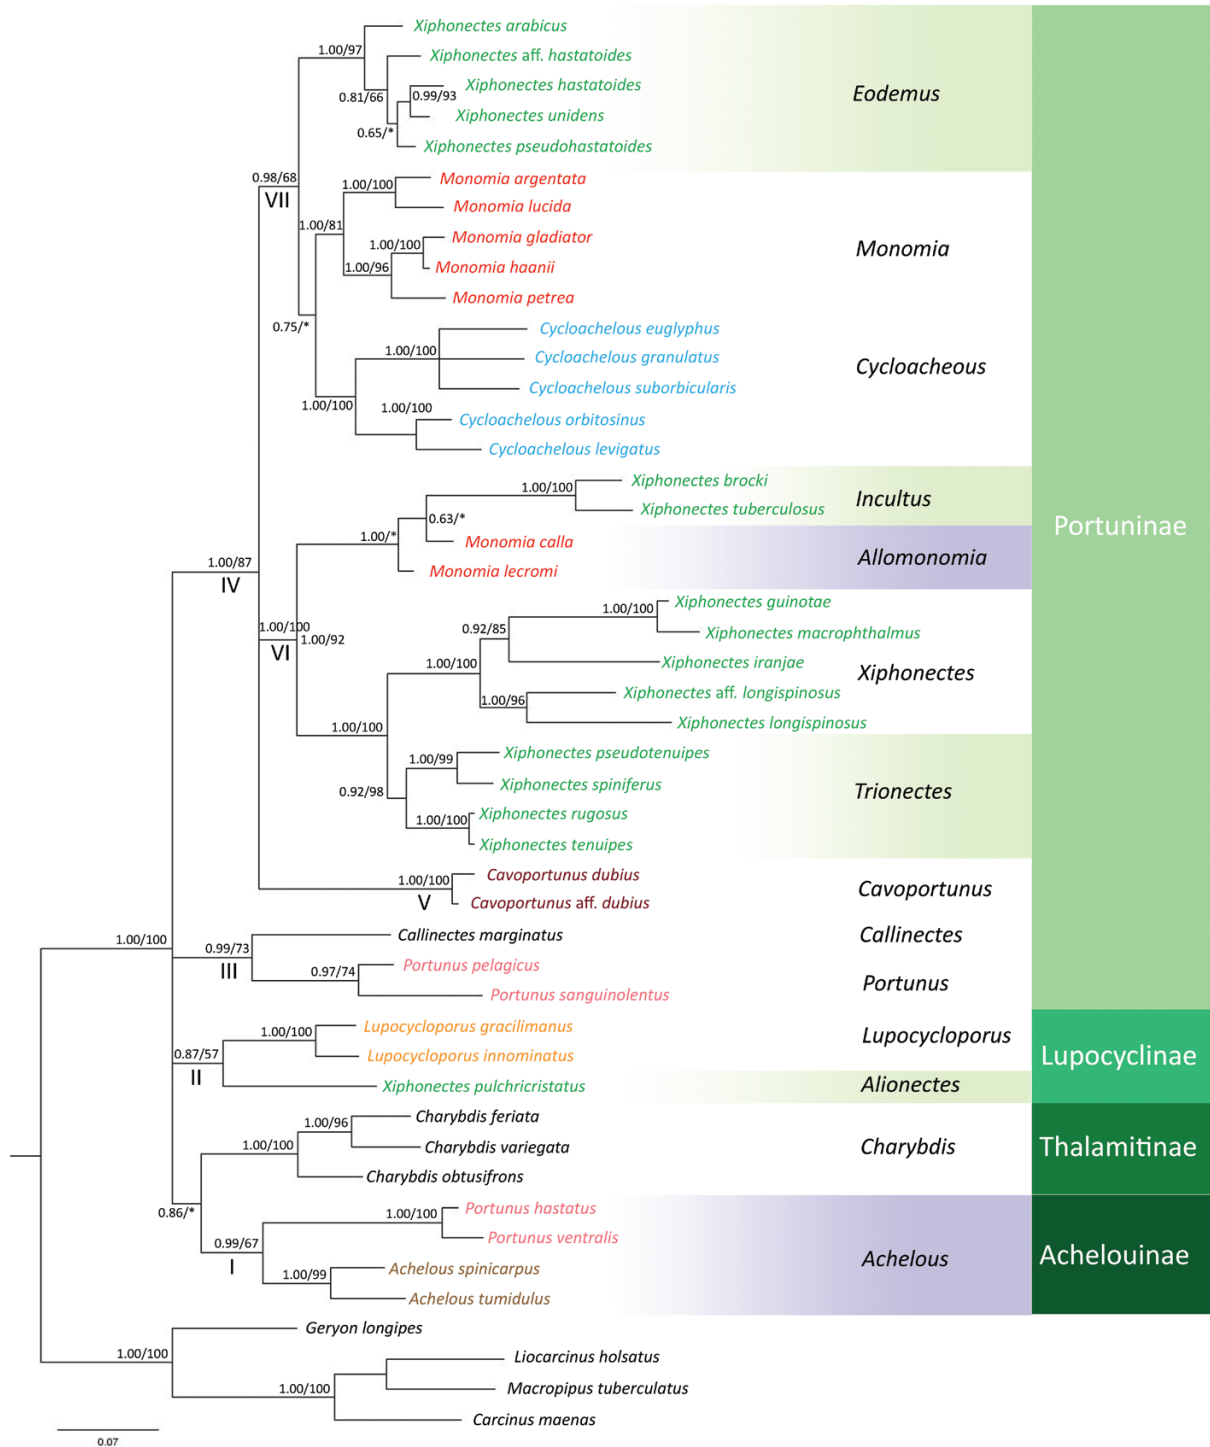 Xiphonectes arabicus
1.00/97
Xiphonectes aff. hastatoides
Xiphonectes hastatoides
0.81/66
0.99/93
Eodemus
Xiphonectes unidens
0.65/*
Xiphonectes pseudohastatoides
0.98/68
VII
Monomia argentata
1.00/100
Monomia lucida
1.00/81
Monomia gladiator
1.00/100
Monomia
Monomia haanii
1.00/96
Monomia petrea
0.75/*
Cycloachelous euglyphus
1.00/100
Cycloachelous granulatus
Cycloacheous
Cycloachelous suborbicularis
1.00/100
1.00/100
Cycloachelous orbitosinus
Cycloachelous levigatus
Xiphonectes brocki
1.00/100
Incultus
Xiphonectes tuberculosus
0.63/*
Portuninae
1.00/*
Monomia calla
Allomonomia
Monomia lecromi
1.00/87
IV
Xiphonectes guinotae
1.00/100
1.00/100
VI
1.00/92
0.92/85
Xiphonectes macrophthalmus
Xiphonectes iranjae
1.00/100
Xiphonectes
Xiphonectes aff. longispinosus
1.00/96
Xiphonectes longispinosus
1.00/100
Xiphonectes pseudotenuipes
1.00/99
Xiphonectes spiniferus
0.92/98
Trionectes
Xiphonectes rugosus
1.00/100
Xiphonectes tenuipes
Cavoportunus dubius
1.00/100
V
Cavoportunus
Cavoportunus aff. dubius
1.00/100
Callinectes marginatus
Callinectes
0.99/73
III
Portunus pelagicus
0.97/74
Portunus
Portunus sanguinolentus
Lupocycloporus gracilimanus
1.00/100
Lupocycloporus
0.87/57
II
Lupocycloporus innominatus
Lupocyclinae
Xiphonectes pulchricristatus
Alionectes
Charybdis feriata
1.00/96
1.00/100
Charybdis variegata
Charybdis
Thalamitinae
Charybdis obtusifrons
0.86/*
Portunus hastatus
1.00/100
Portunus ventralis
0.99/67
I
Achelous
Achelouinae
Achelous spinicarpus
1.00/99
Achelous tumidulus
Geryon longipes
1.00/100
Liocarcinus holsatus
1.00/100
Macropipus tuberculatus
Carcinus maenas
0.07